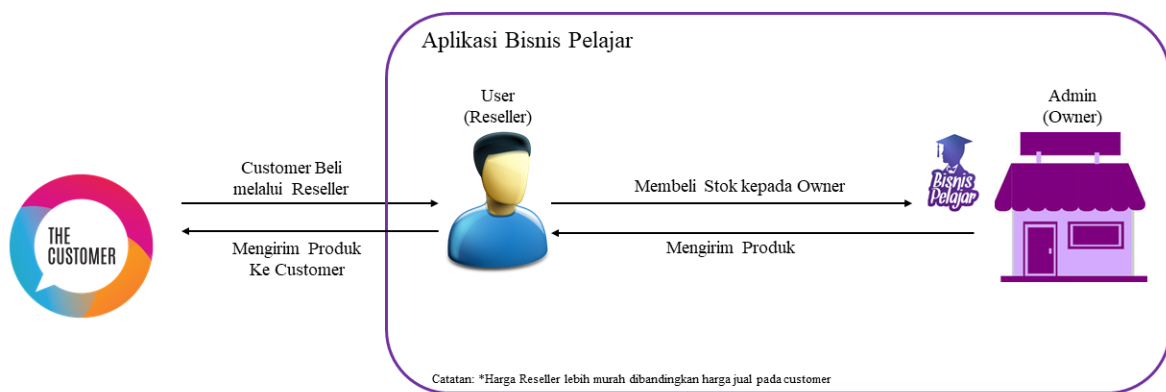 Aplikasi Bisnis Pelajar
User
(Reseller)
Admin
(Owner)
Customer Beli
melalui Reseller
Membeli Stok kepada Owner
Bisnis
Pelajar
THE
CUSTOMER
Mengirim Produk
Ke Customer
Mengirim Produk
Catatan: *Harga Reseller lebih murah dibandingkan harga jual pada customer